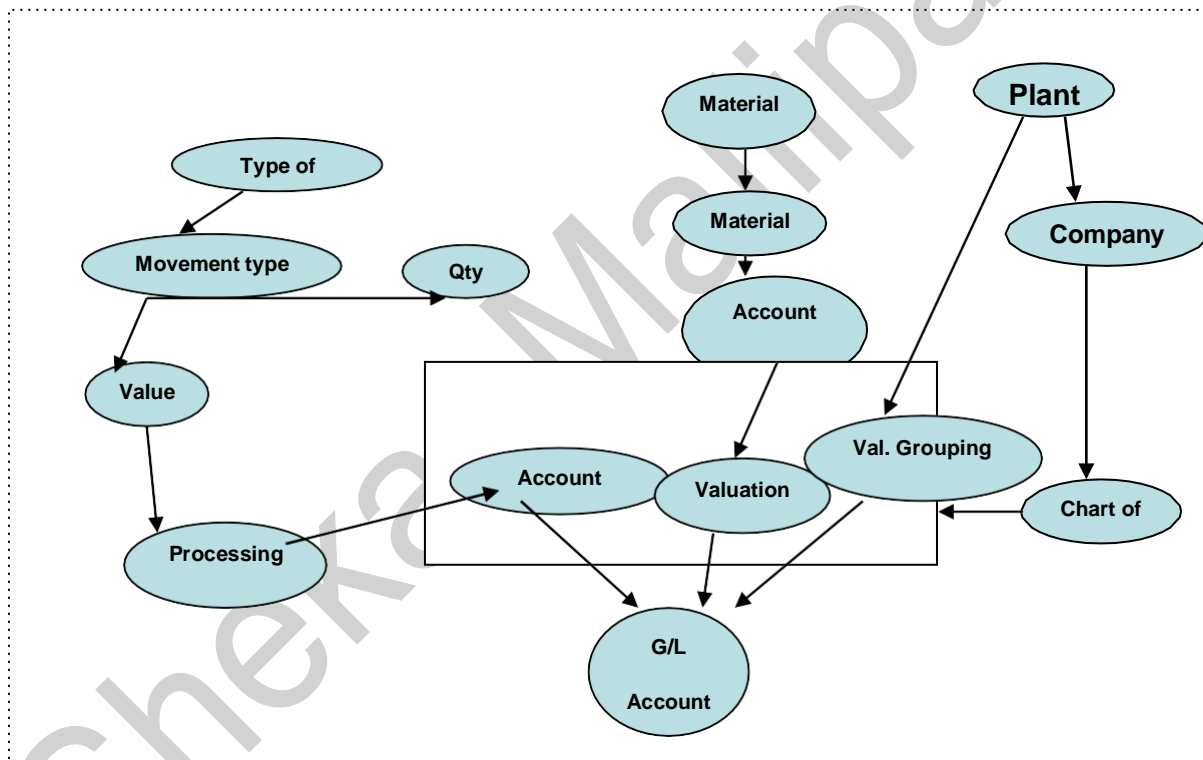 Material
Plant
Type of
Material
Company
Movement type
Qty
Account
Value
Val. Grouping
Account
Valuation
Chart of
Processing
G/L
Account